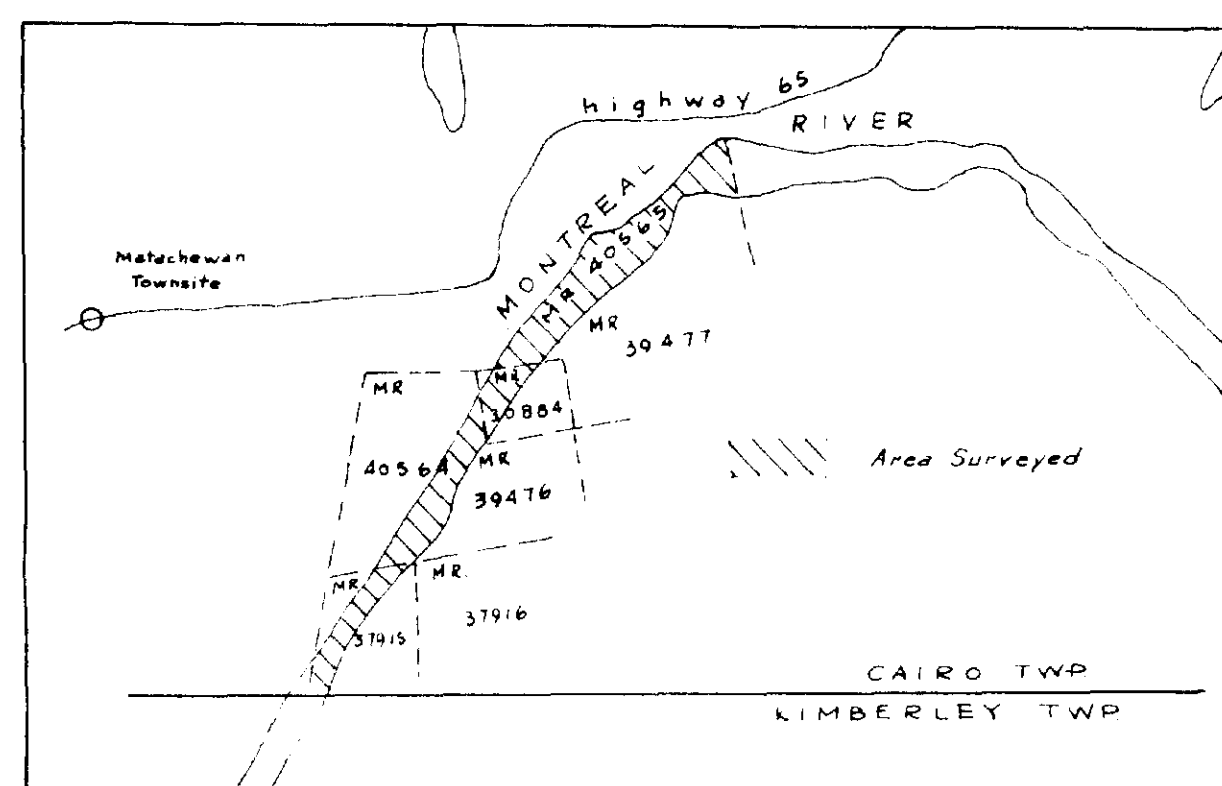 highway 65
RIVER
MONTREAL
Matachewan
Townsite
MR 40565
MR
39477
MR
MR
30884
40564
MR
39476
Area Surveyed
MR
MR
37915
37916
CAIRO TWP.
KIMBERLEY TWP.